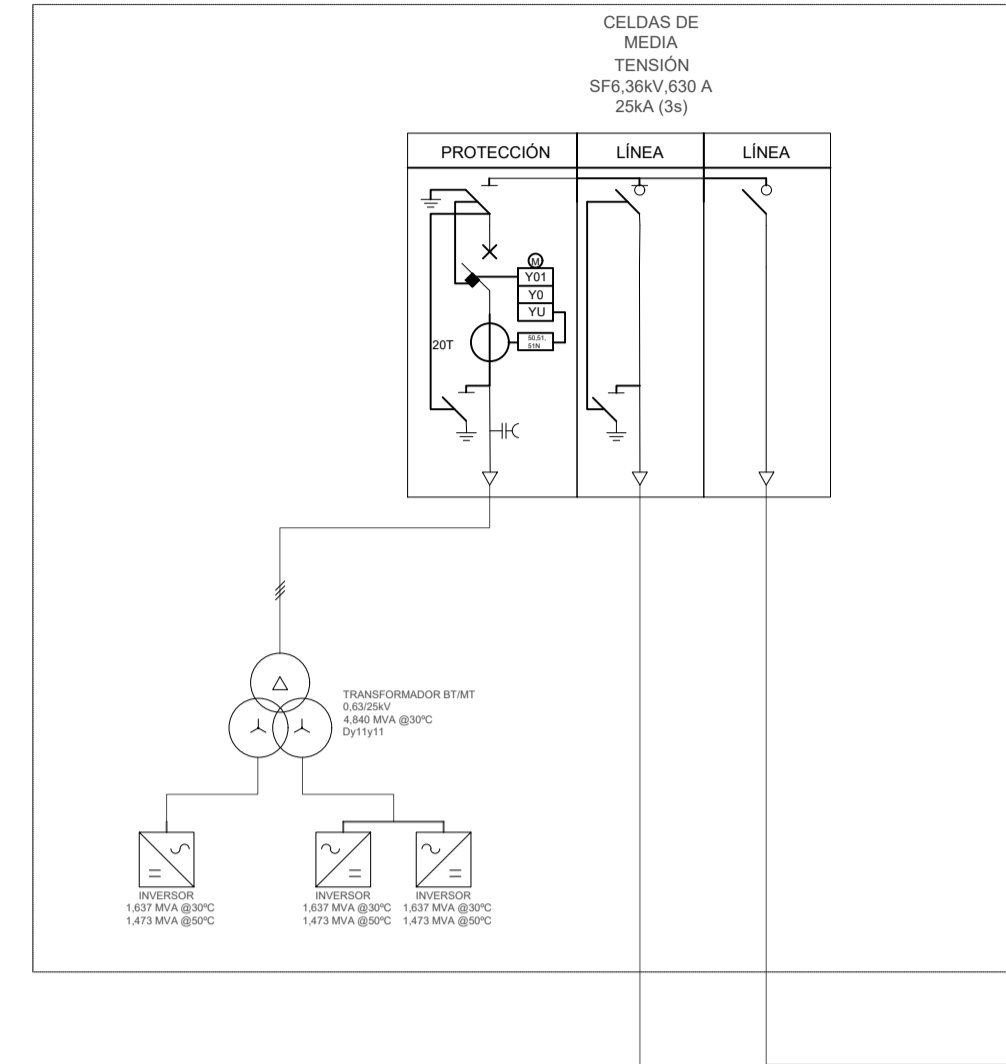 CELDAS DE
MEDIA
TENSIÓN
SF6,36kV,630 A
25kA (3s)
PROTECCIÓN
LÍNEA
LÍNEA
M
Y01
Y0
YU
50,51,
51N
20T
TRANSFORMADOR BT/MT
0,63/25kV
4,840 MVA @30ºC
Dy11y11
INVERSOR
1,637 MVA @30ºC
1,473 MVA @50ºC
INVERSOR
1,637 MVA @30ºC
1,473 MVA @50ºC
INVERSOR
1,637 MVA @30ºC
1,473 MVA @50ºC